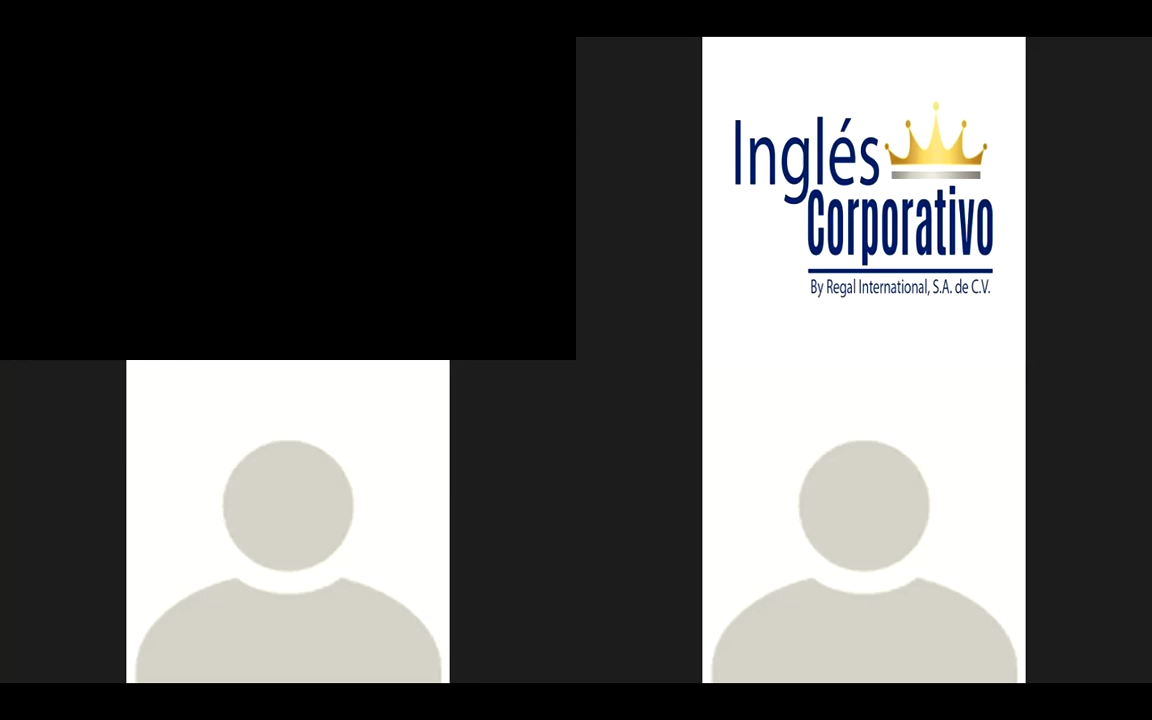 Inglés
Corporativo
By Regal International, S.A. de C.V.